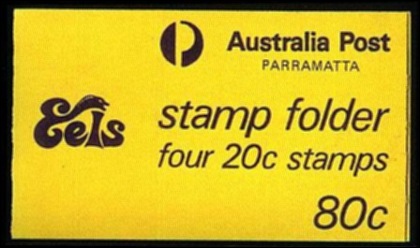 Australia Post
PARRAMATTA
Eels
stamp folder
four 20c stamps
80c